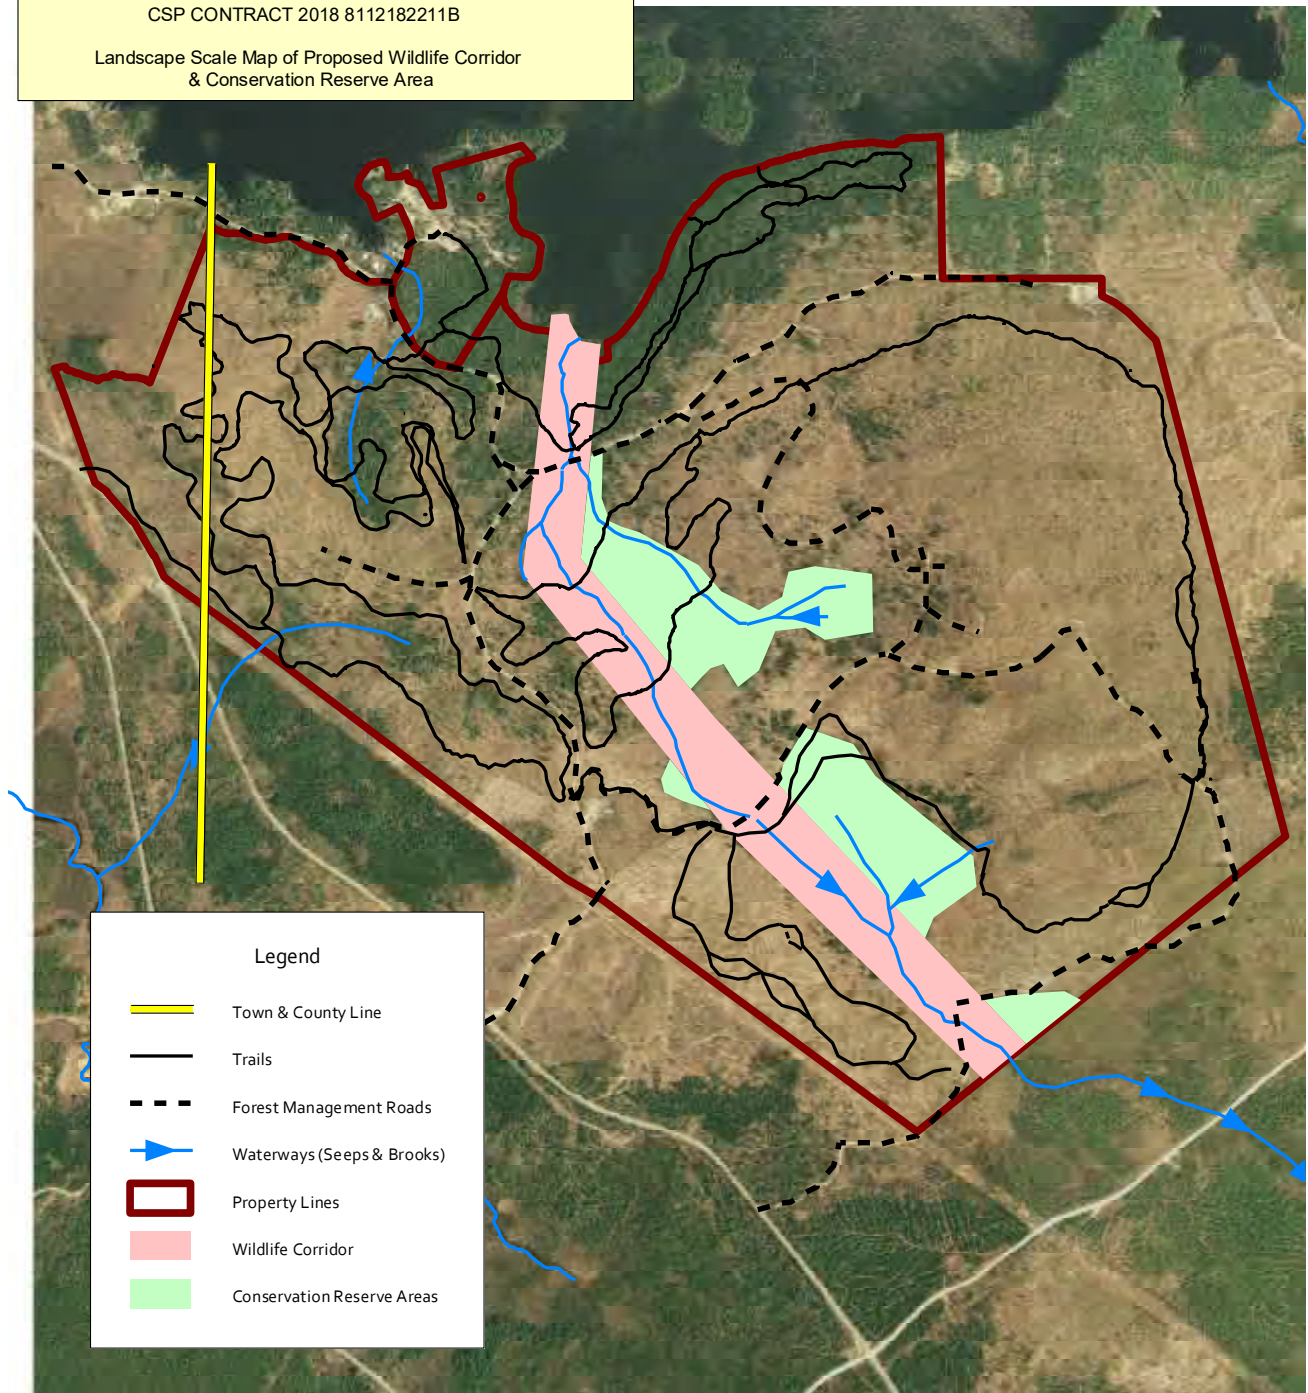 CSP CONTRACT 2018 8112182211B
Landscape Scale Map of Proposed Wildlife Corridor
& Conservation Reserve Area
Legend
Town & County Line
Trails
Forest Management Roads
Waterways (Seeps & Brooks)
Property Lines
Wildlife Corridor
Conservation Reserve Areas